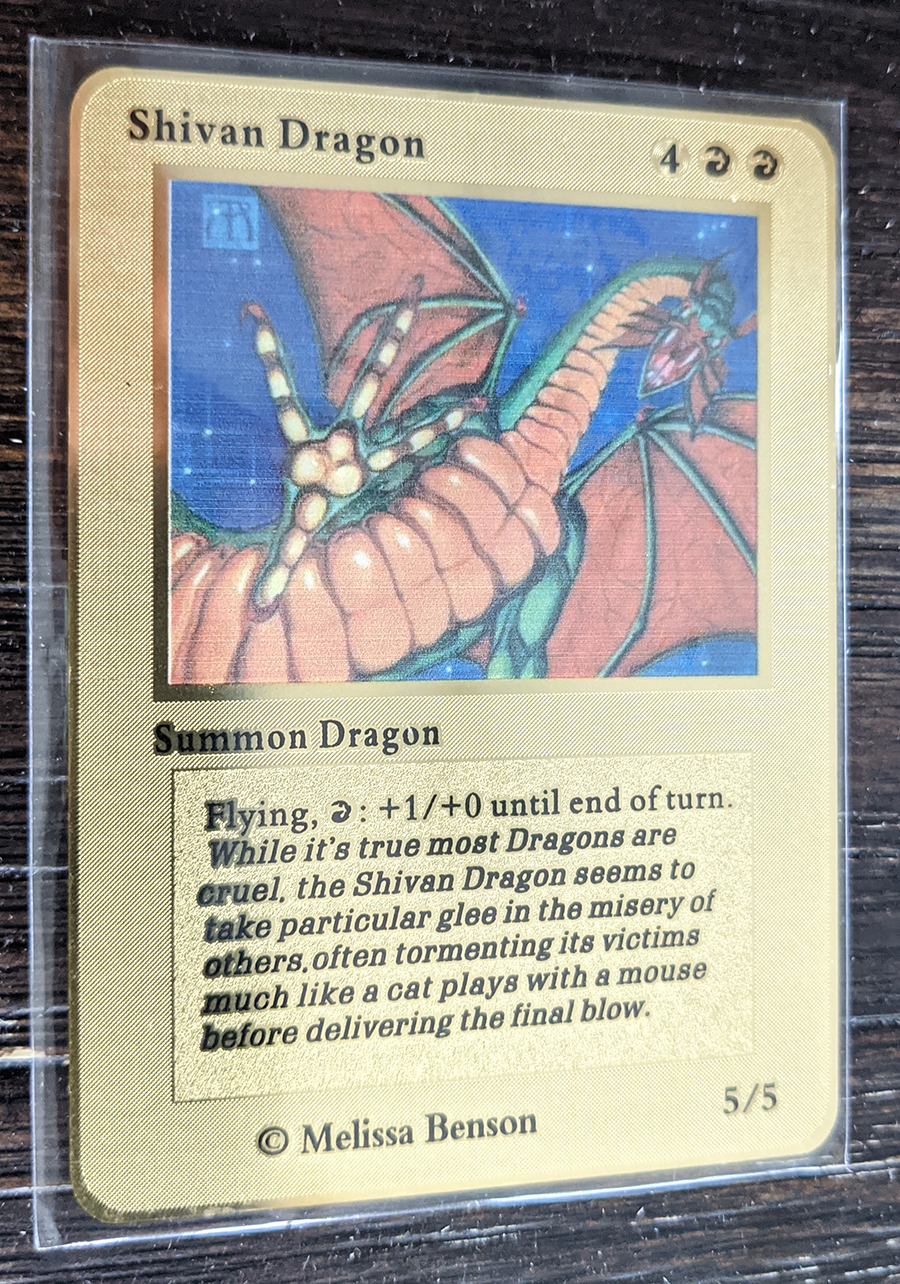 Shivan Dragon
4
Summon Dragon
Flying, : +1/+0 until end of turn.
While it's true most Dragons are
cruel, the Shivan Dragon seems to
take particular glee in the misery of
others,often tormenting its victims
much like a cat plays with a mouse
before delivering the final blow.
5/5
© Melissa Benson